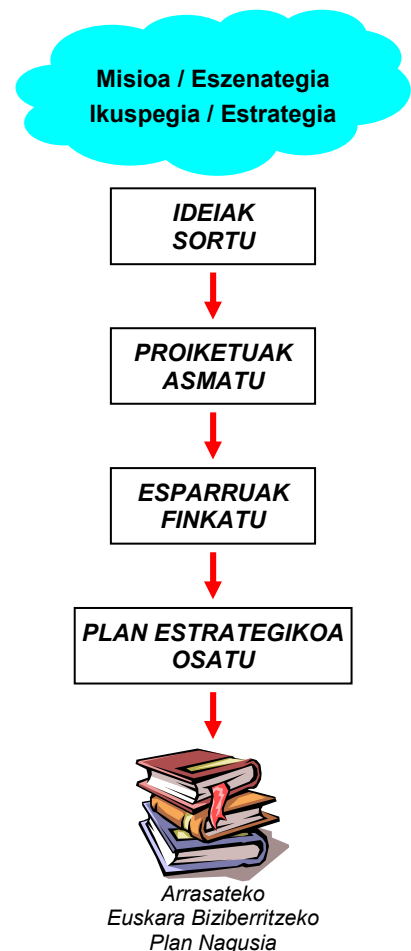 Misioa / Eszenategia
Ikuspegia / Estrategia
IDEIAK
SORTU
PROIKETUAK
ASMATU
ESPARRUAK
FINKATU
PLAN ESTRATEGIKOA
OSATU
Arrasateko
Euskara Biziberritzeko
Plan Nagusia